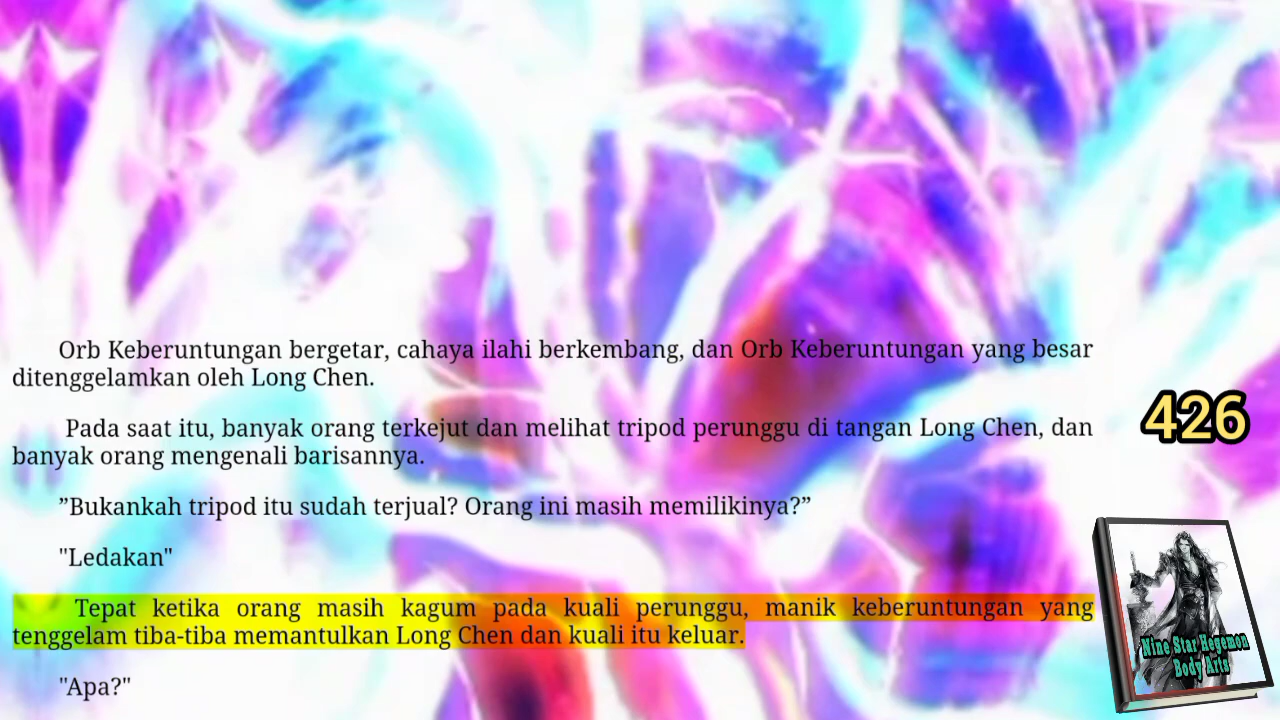 Orb Keberuntungan bergetar, cahaya ilahi berkembang, dan Orb Keberuntungan yang besar
ditenggelamkan oleh Long Chen.
Pada saat itu, banyak orang terkejut dan melihat tripod perunggu di tangan Long Chen, dan
banyak orang mengenali barisannya.
”Bukankah tripod itu sudah terjual? Orang ini masih memilikinya?”
"Ledakan"
Tepat ketika orang masih kagum pada kuali perunggu, manik keberuntungan yang
tenggelam tiba-tiba memantulkan Long Chen dan kuali itu keluar.
"Apa?"
426
Nine Star Hegemon
Body Arts